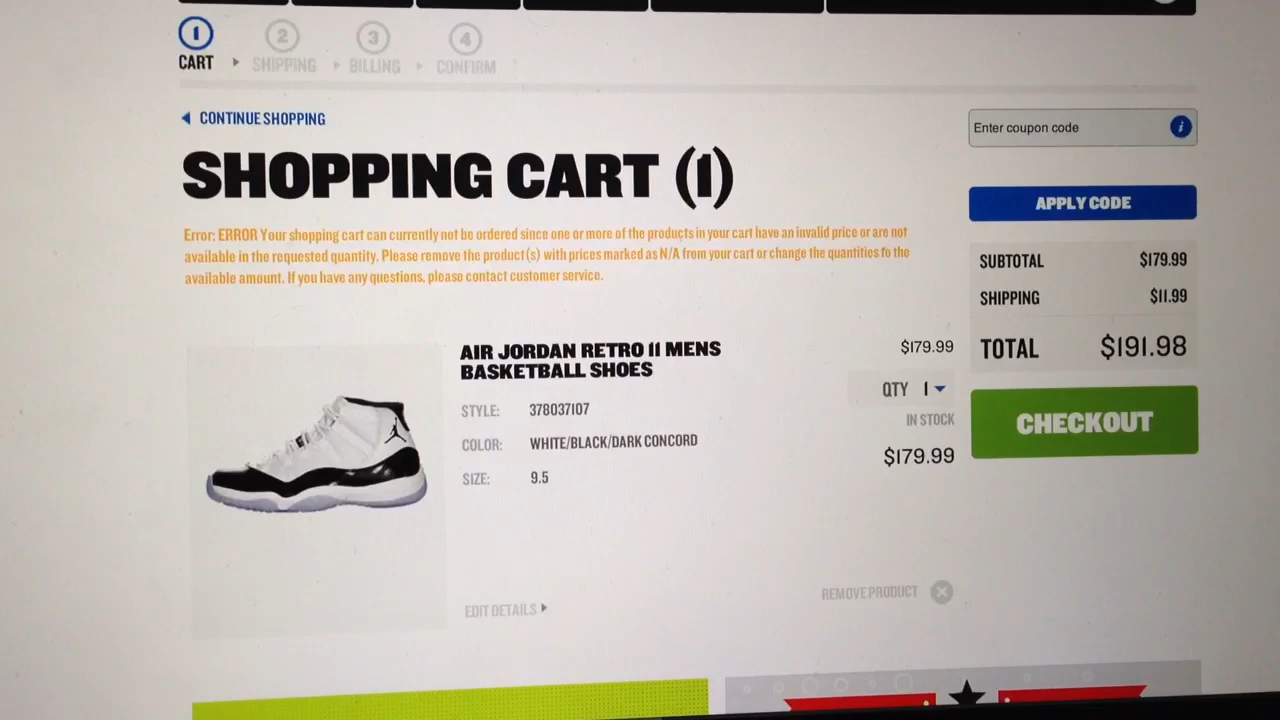 1 2 3 4
CART SHIPPING BILLING CONFIRM
CONTINUE SHOPPING
SHOPPING CART (1)
Error: ERROR Your shopping cart can currently not be ordered since one or more of the products in your cart have an invalid price or are not
available in the requested quantity. Please remove the product(s) with prices marked as N/A from your cart or change the quantities to the
available amount. If you have any questions, please contact customer service.
AIR JORDAN RETRO 11 MENS
BASKETBALL SHOES
STYLE: 378037107
COLOR: WHITE/BLACK/DARK CONCORD
SIZE: 9.5
EDIT DETAILS
$179.99
QTY 1
IN STOCK
$179.99
REMOVE PRODUCT
Enter coupon code i
APPLY CODE
SUBTOTAL $179.99
SHIPPING $11.99
TOTAL $191.98
CHECKOUT